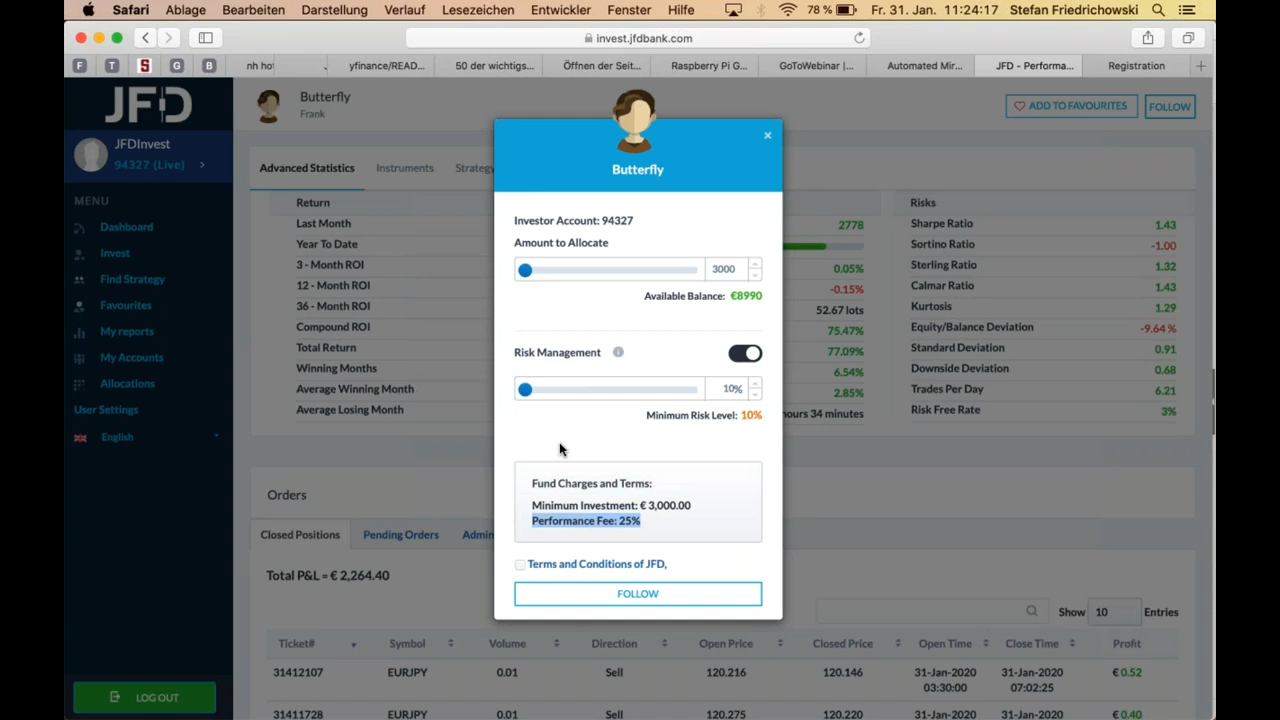 Safari Ablage Bearbeiten Darstellung Verlauf Lesezeichen Entwickler Fenster Hilfe 78 % Fr. 31. Jan. 11:24:17 Stefan Friedrichowski
invest.jfdbank.com
F T S G B nh ho yfinance/READ... 50 der wichtigs... Öffnen der Seit... Raspberry Pi G... GoToWebinar |... Automated Mir... JFD - Performa... Registration
JFD
JFDInvest
94327 (Live)
MENU
Dashboard
Invest
Find Strategy
Favourites
My reports
My Accounts
Allocations
User Settings
English
LOG OUT
Butterfly
Frank
ADD TO FAVOURITES FOLLOW
Advanced Statistics Instruments Strategy
Return
Last Month
Year To Date
3 - Month ROI
12 - Month ROI
36 - Month ROI
Compound ROI
Total Return
Winning Months
Average Winning Month
Average Losing Month
2778
0.05%
-0.15%
52.67 lots
75.47%
77.09%
6.54%
2.85%
hours 34 minutes
Risks
Sharpe Ratio 1.43
Sortino Ratio -1.00
Sterling Ratio 1.32
Calmar Ratio 1.43
Kurtosis 1.29
Equity/Balance Deviation -9.64 %
Standard Deviation 0.91
Downside Deviation 0.68
Trades Per Day 6.21
Risk Free Rate 3%
Butterfly
Investor Account: 94327
Amount to Allocate
3000
Available Balance: €8990
Risk Management
10%
Minimum Risk Level: 10%
Fund Charges and Terms:
Minimum Investment: € 3,000.00
Performance Fee: 25%
Terms and Conditions of JFD,
FOLLOW
Orders
Closed Positions Pending Orders Admin
Total P&L = € 2,264.40
Show 10 Entries
Ticket# Symbol Volume Direction Open Price Closed Price Open Time Close Time Profit
31412107 EURJPY 0.01 Sell 120.216 120.146 31-Jan-2020 03:30:00 31-Jan-2020 07:02:25 € 0.52
31411728 EURJPY 0.01 Sell 120.275 120.220 31-Jan-2020 31-Jan-2020 € 0.40